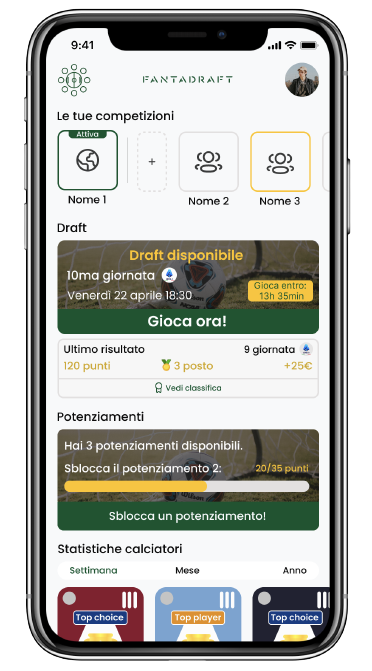 9:41
FANTADRAFT
Le tue competizioni
Attiva
+
Nome 1
Nome 2
Nome 3
Draft
Draft disponibile
10ma giornata
Venerdì 22 aprile 18:30
Gioca entro:
13h 35min
Gioca ora!
Ultimo risultato
9 giornata
120 punti
3 posto
+25€
Vedi classifica
Potenziamenti
Hai 3 potenziamenti disponibili.
Sblocca il potenziamento 2:
20/35 punti
Sblocca un potenziamento!
Statistiche calciatori
Settimana
Mese
Anno
Top choice
Top player
Top choice